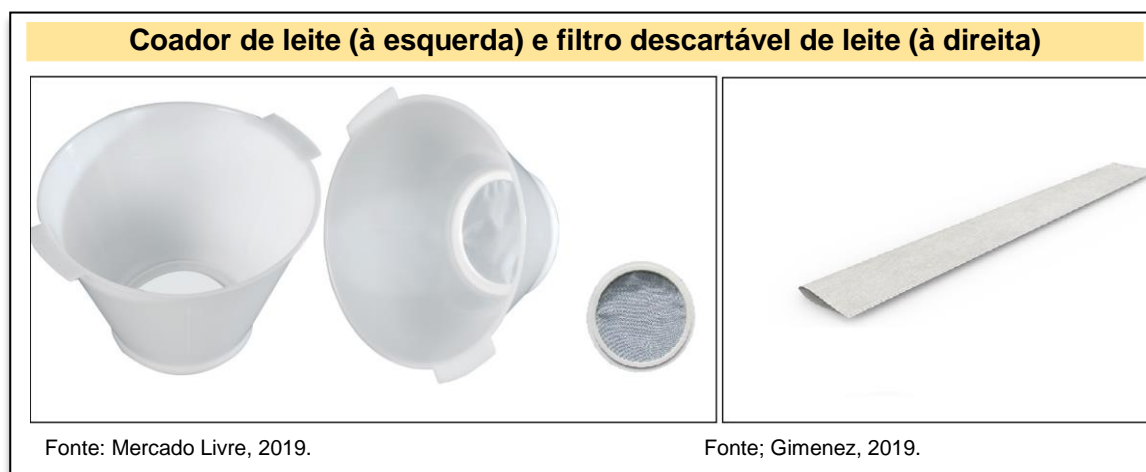 Coador de leite (à esquerda) e filtro descartável de leite (à direita)
Fonte: Mercado Livre, 2019.
Fonte; Gimenez, 2019.